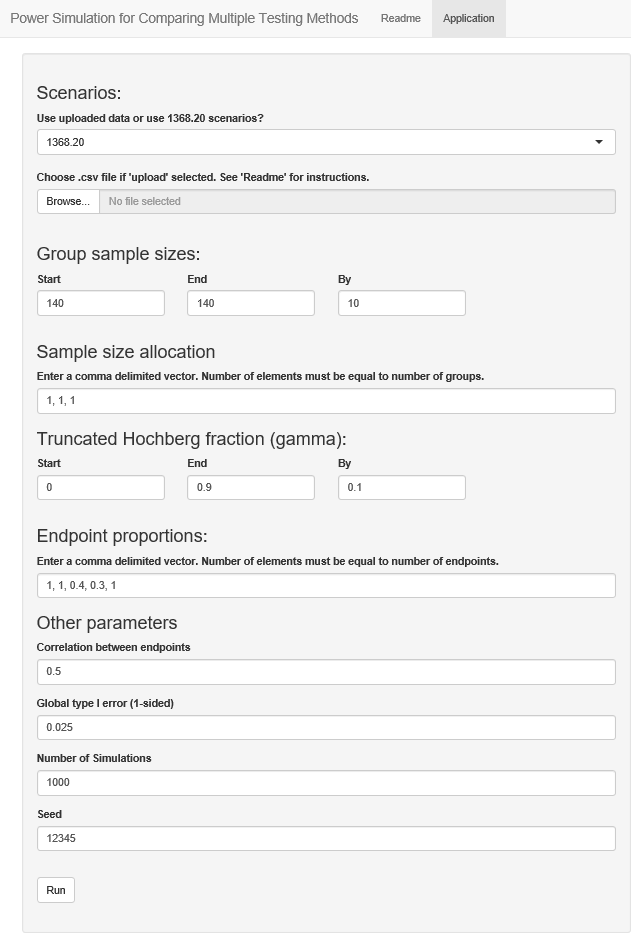 Power Simulation for Comparing Multiple Testing Methods Readme Application
Scenarios:
Use uploaded data or use 1368.20 scenarios?
1368.20
Choose .csv file if 'upload' selected. See 'Readme' for instructions.
Browse... No file selected
Group sample sizes:
Start End By
140 140 10
Sample size allocation
Enter a comma delimited vector. Number of elements must be equal to number of groups.
1, 1, 1
Truncated Hochberg fraction (gamma):
Start End By
0 0.9 0.1
Endpoint proportions:
Enter a comma delimited vector. Number of elements must be equal to number of endpoints.
1, 1, 0.4, 0.3, 1
Other parameters
Correlation between endpoints
0.5
Global type I error (1-sided)
0.025
Number of Simulations
1000
Seed
12345
Run